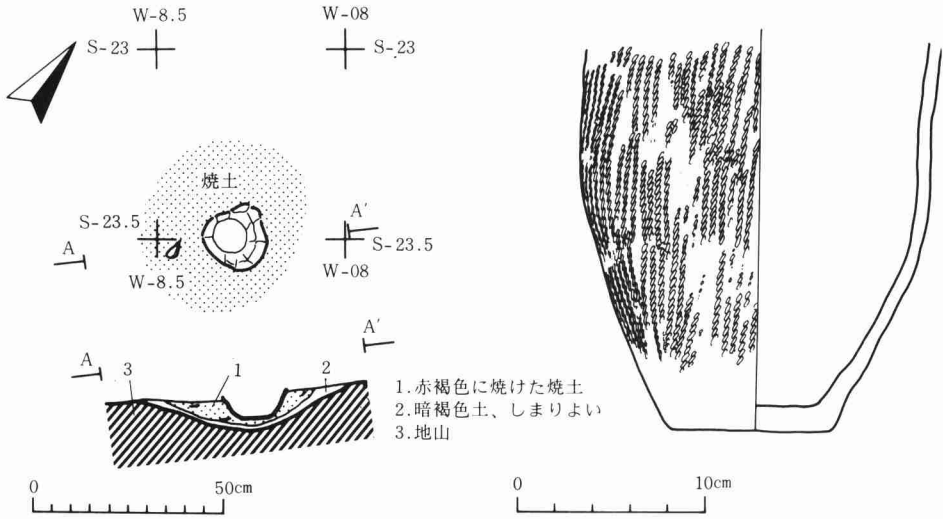 W-8.5
W-08
S-23
S-23
焼土
A'
S-23.5
S-23.5
A
W-8.5
W-08
A'
A
3
1
2
1.赤褐色に焼けた焼土
2.暗褐色土、しまりよい
3.地山
0
50cm
0
10cm